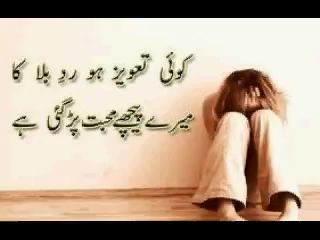 کوئی تعویز ہو ردِ بلا کا
میرے پیچھے محبت پڑ گئی ہے